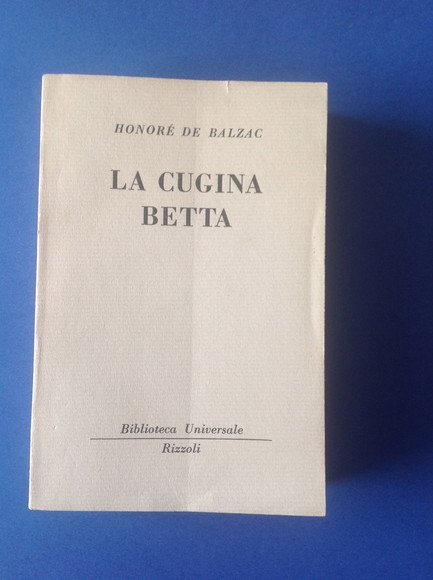 HONORÉ DE BALZAC
LA CUGINA
BETTA
Biblioteca Universale
Rizzoli